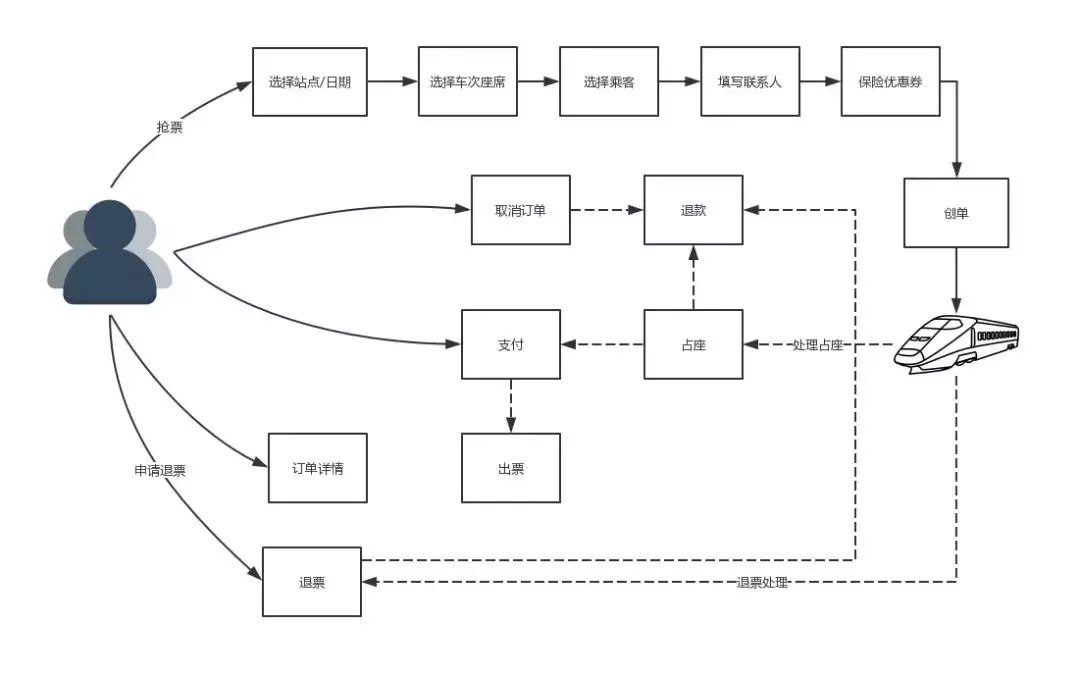 选择站点/日期
选择车次座席
选择乘客
填写联系人
保险优惠券
抢票
取消订单
退款
创单
支付
占座
处理占座
订单详情
申请退票
出票
退票
退票处理